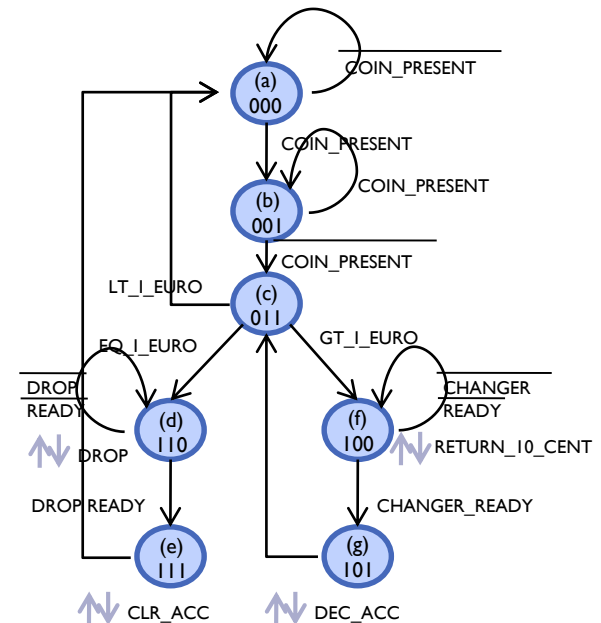 COIN_PRESENT
(a)
000
COIN_PRESENT
COIN_PRESENT
(b)
001
COIN_PRESENT
LT_1_EURO
(c)
011
EQ_1_EURO
GT_1_EURO
DROP
READY
CHANGER
READY
(d)
110
(f)
100
DROP
RETURN_10_CENT
DROP READY
CHANGER_READY
(e)
111
(g)
101
CLR_ACC
DEC_ACC